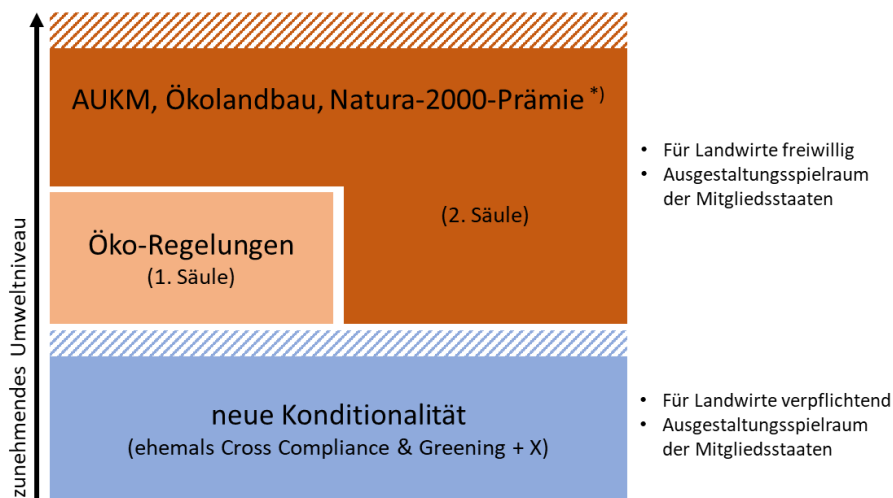 zunehmendes Umweltniveau
AUKM, Ökolandbau, Natura-2000-Prämie *)
(2. Säule)
Öko-Regelungen
(1. Säule)
• Für Landwirte freiwillig
• Ausgestaltungsspielraum
der Mitgliedsstaaten
neue Konditionalität
(ehemals Cross Compliance & Greening + X)
• Für Landwirte verpflichtend
• Ausgestaltungsspielraum
der Mitgliedsstaaten